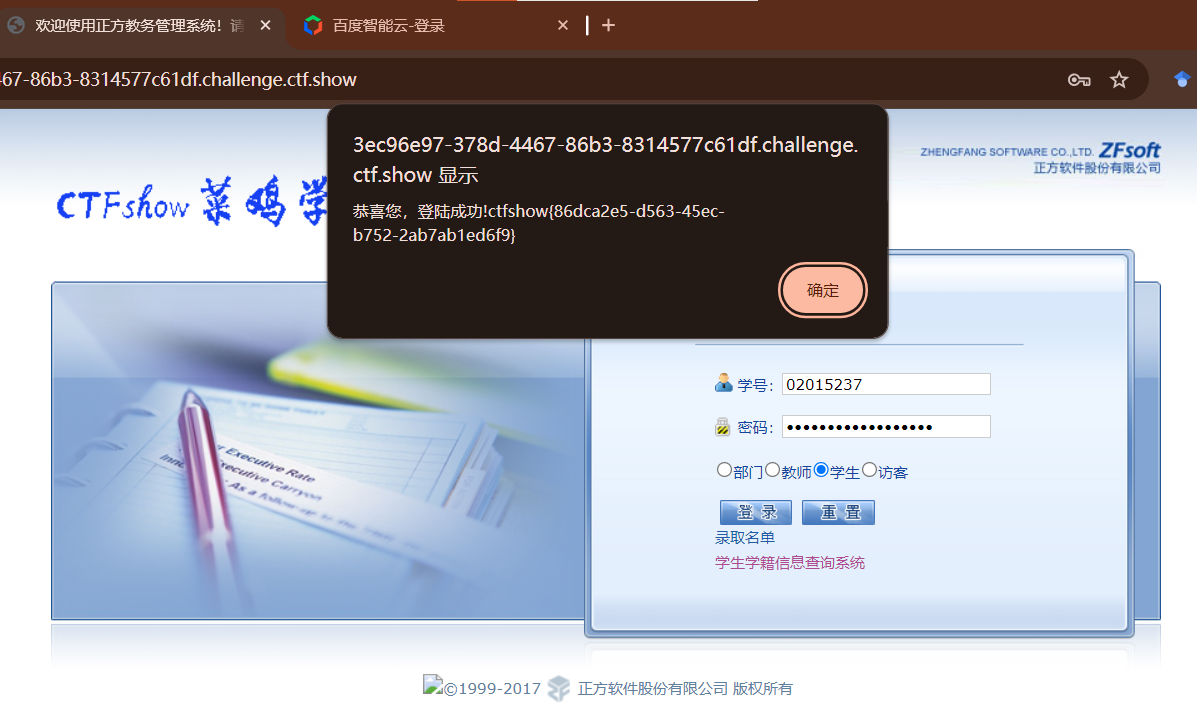 欢迎使用正方教务管理系统！请
百度智能云-登录
467-86b3-8314577c61df.challenge.ctf.show
3ec96e97-378d-4467-86b3-8314577c61df.challenge.
ctf.show 显示
恭喜您，登陆成功!ctfshow{86dca2e5-d563-45ec-
b752-2ab7ab1ed6f9}
确定
ZHENGFANG SOFTWARE CO.,LTD. ZFsoft
正方软件股份有限公司
CTFshow 菜鸡学
Executive Rate
Executive Carryon
As a follow-up to the
学号：02015237
密码：••••••••••••••••••
部门 教师 学生 访客
登 录 重 置
录取名单
学生学籍信息查询系统
©1999-2017 正方软件股份有限公司 版权所有